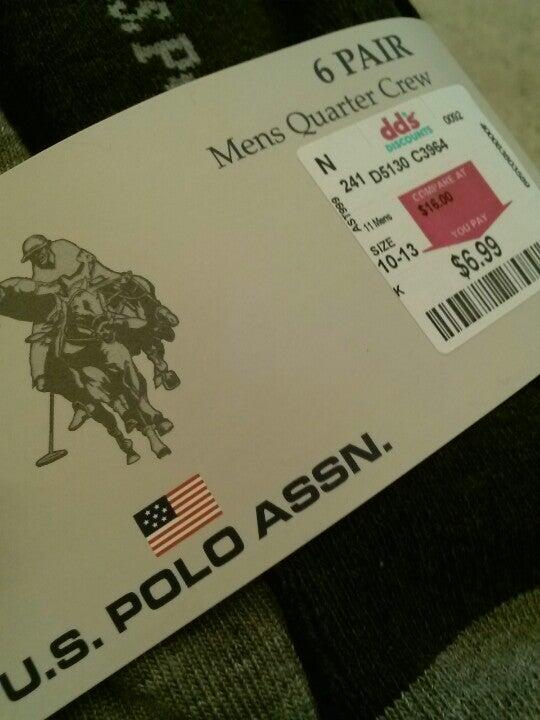 S.P
6 PAIR
Mens Quarter Crew
dd's
DISCOUNTS
0092
N
241 D5130 C3964
COMPARE AT
$16.00
11 Mens
SIZE
10-13
YOU PAY
$6.99
K
U.S. POLO ASSN.